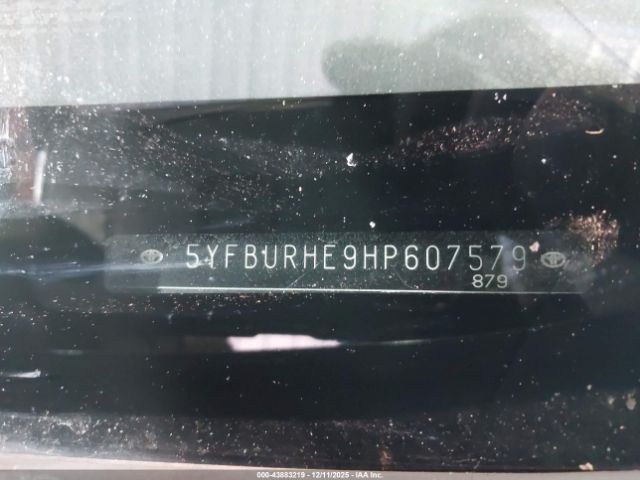 5YFBURHE9HP607579
879
000-43883219 - 12/11/2025 - IAA Inc.